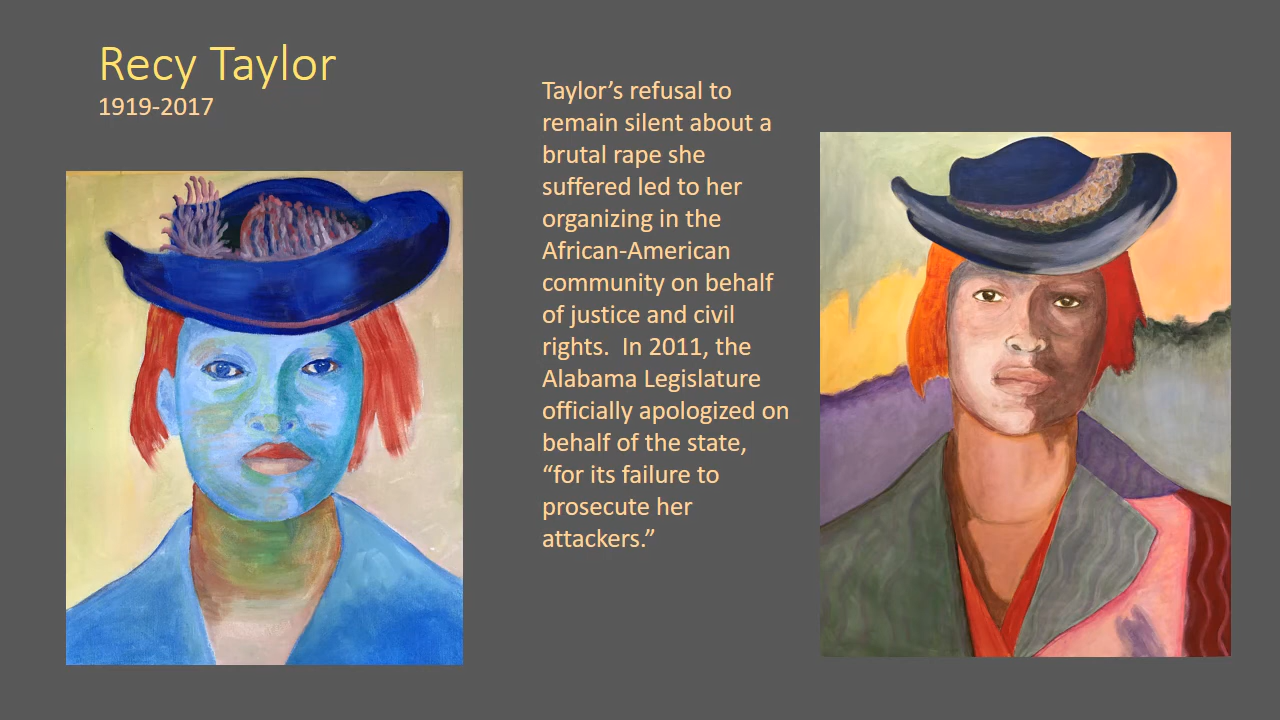 Recy Taylor
1919-2017
Taylor’s refusal to
remain silent about a
brutal rape she
suffered led to her
organizing in the
African-American
community on behalf
of justice and civil
rights.  In 2011, the
Alabama Legislature
officially apologized on
behalf of the state,
“for its failure to
prosecute her
attackers.”